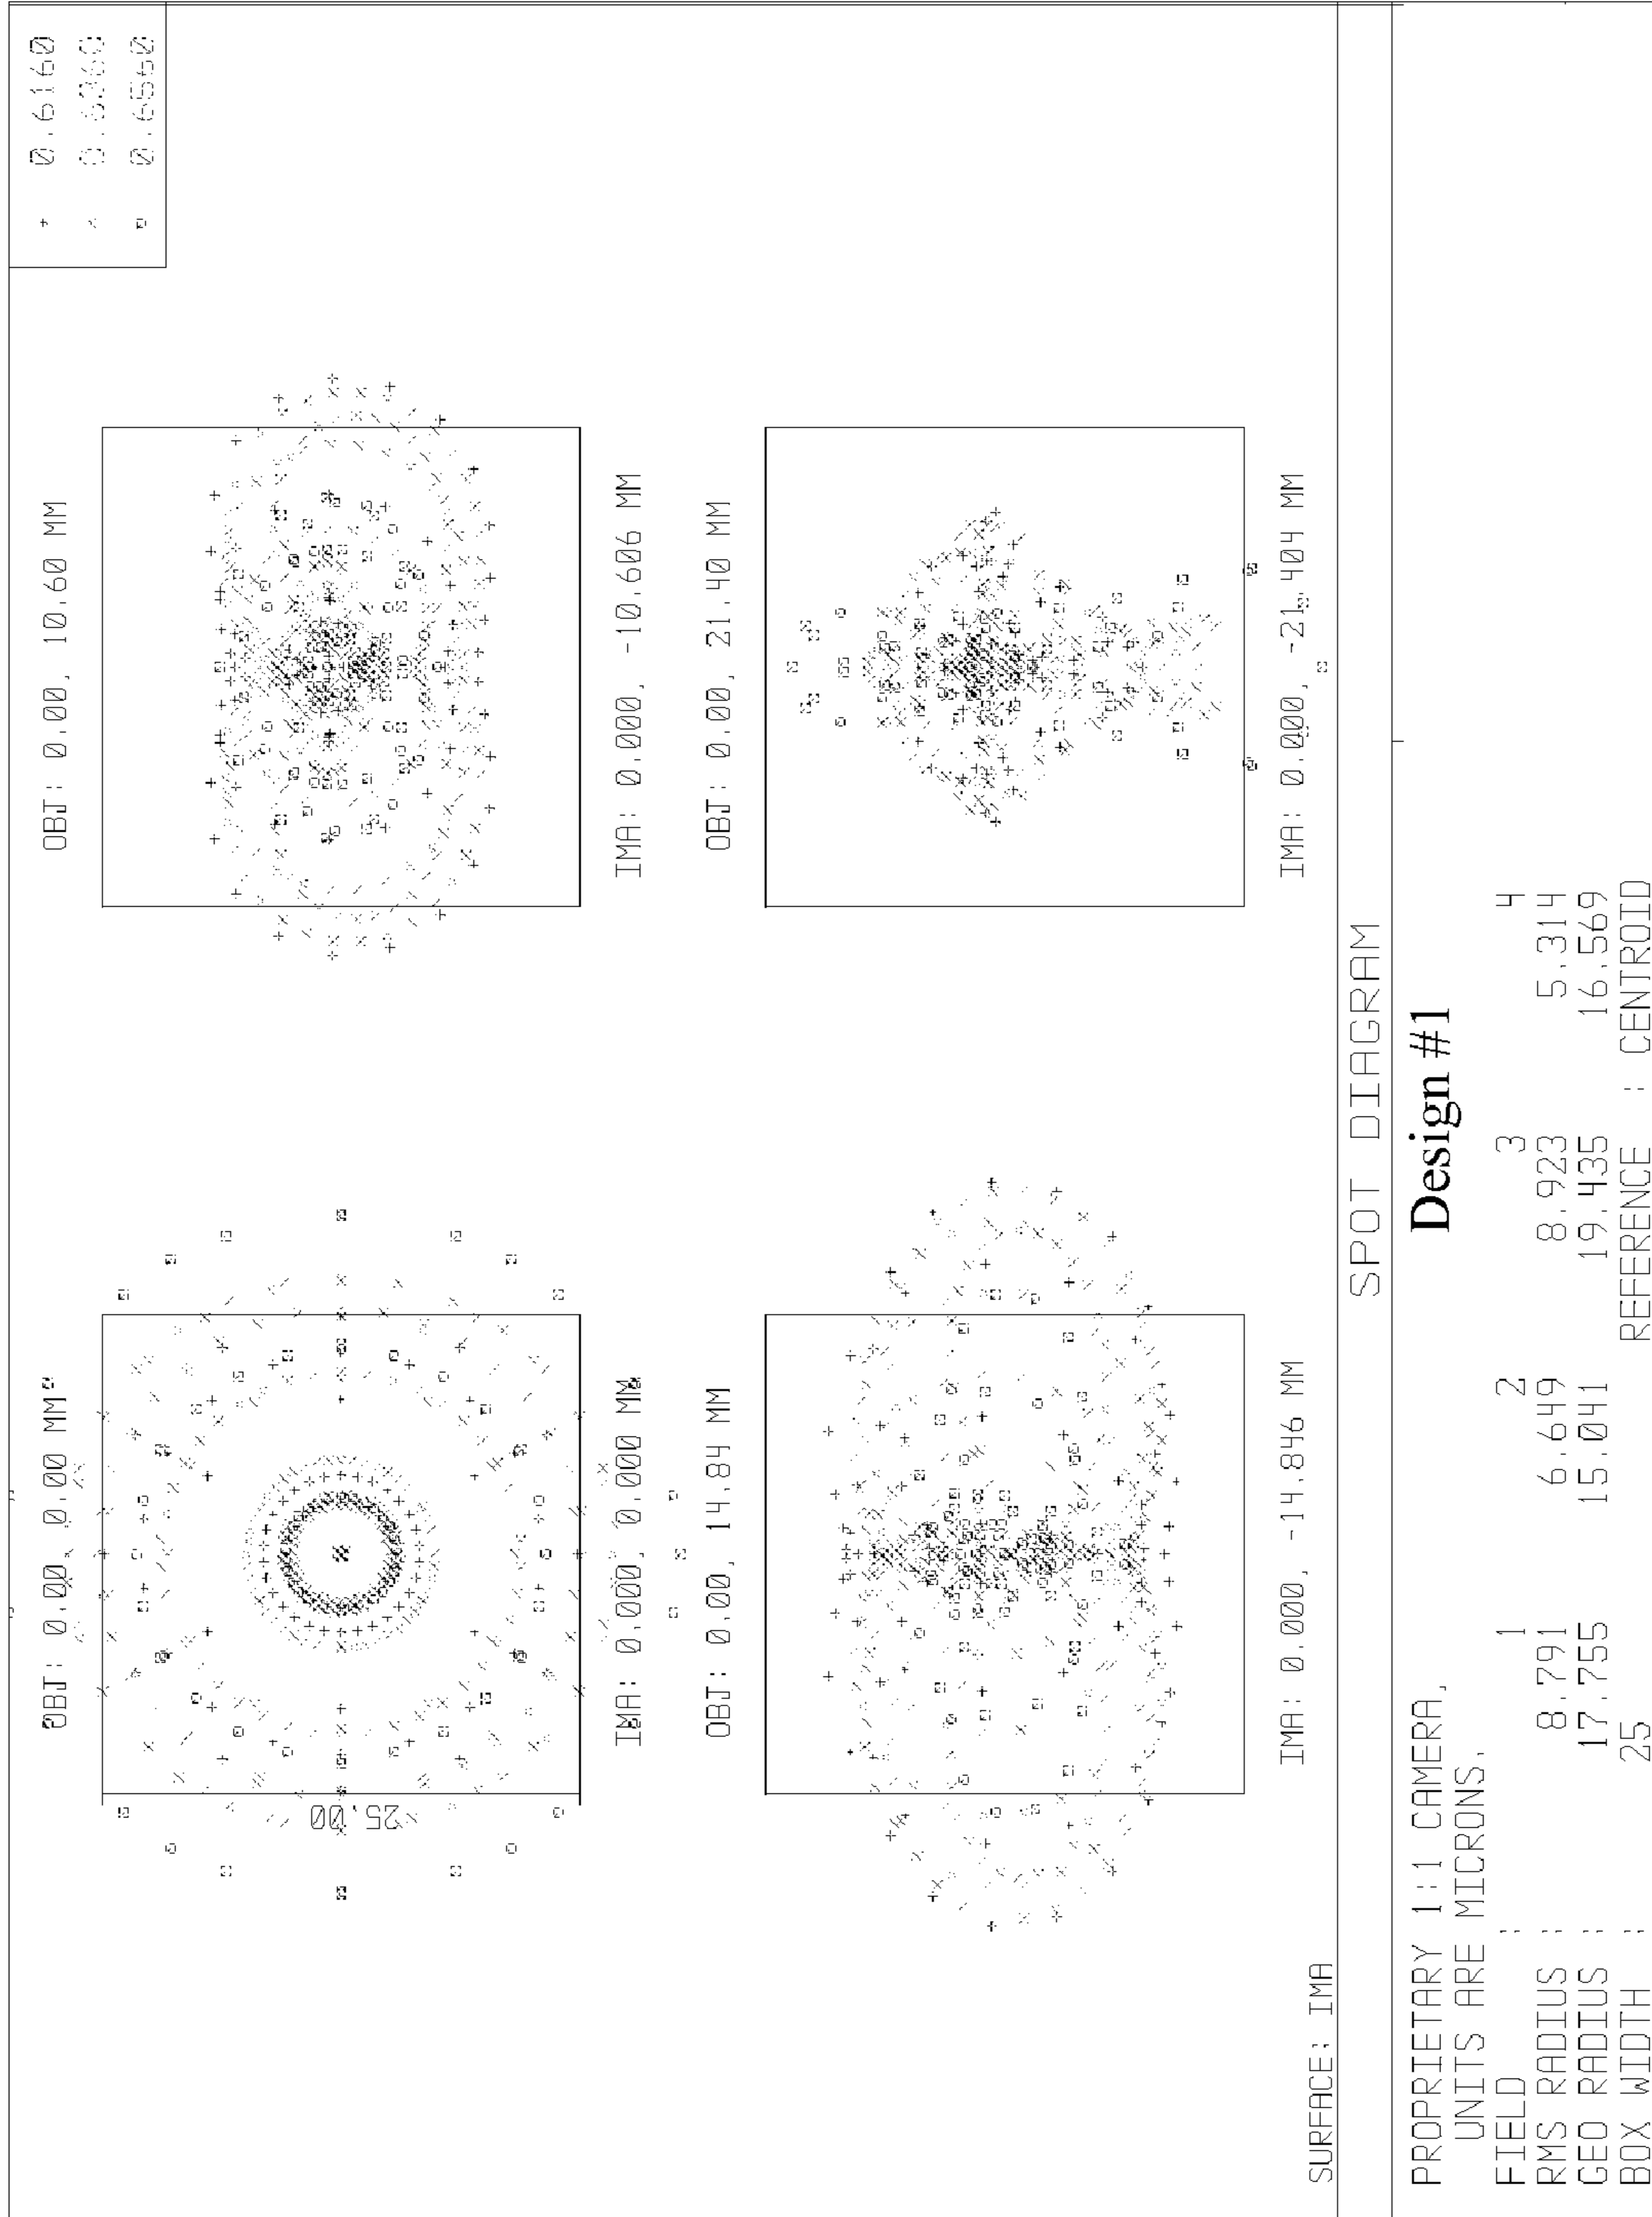 + 0.6160
× 0.6360
0.6560
OBJ: 0.00, 0.00 MM
OBJ: 0.00, 10.60 MM
25.00
IMA: 0.000, 0.000 MM
IMA: 0.000, -10.606 MM
OBJ: 0.00, 14.84 MM
OBJ: 0.00, 21.40 MM
IMA: 0.000, -14.846 MM
IMA: 0.000, -21.404 MM
SURFACE: IMA
SPOT DIAGRAM
Design #1
PROPRIETARY 1:1 CAMERA,
UNITS ARE MICRONS.
FIELD : 1 2 3 4
RMS RADIUS : 8.791 6.649 8.923 5.314
GEO RADIUS : 17.755 15.041 19.435 16.569
BOX WIDTH : 25 REFERENCE : CENTROID